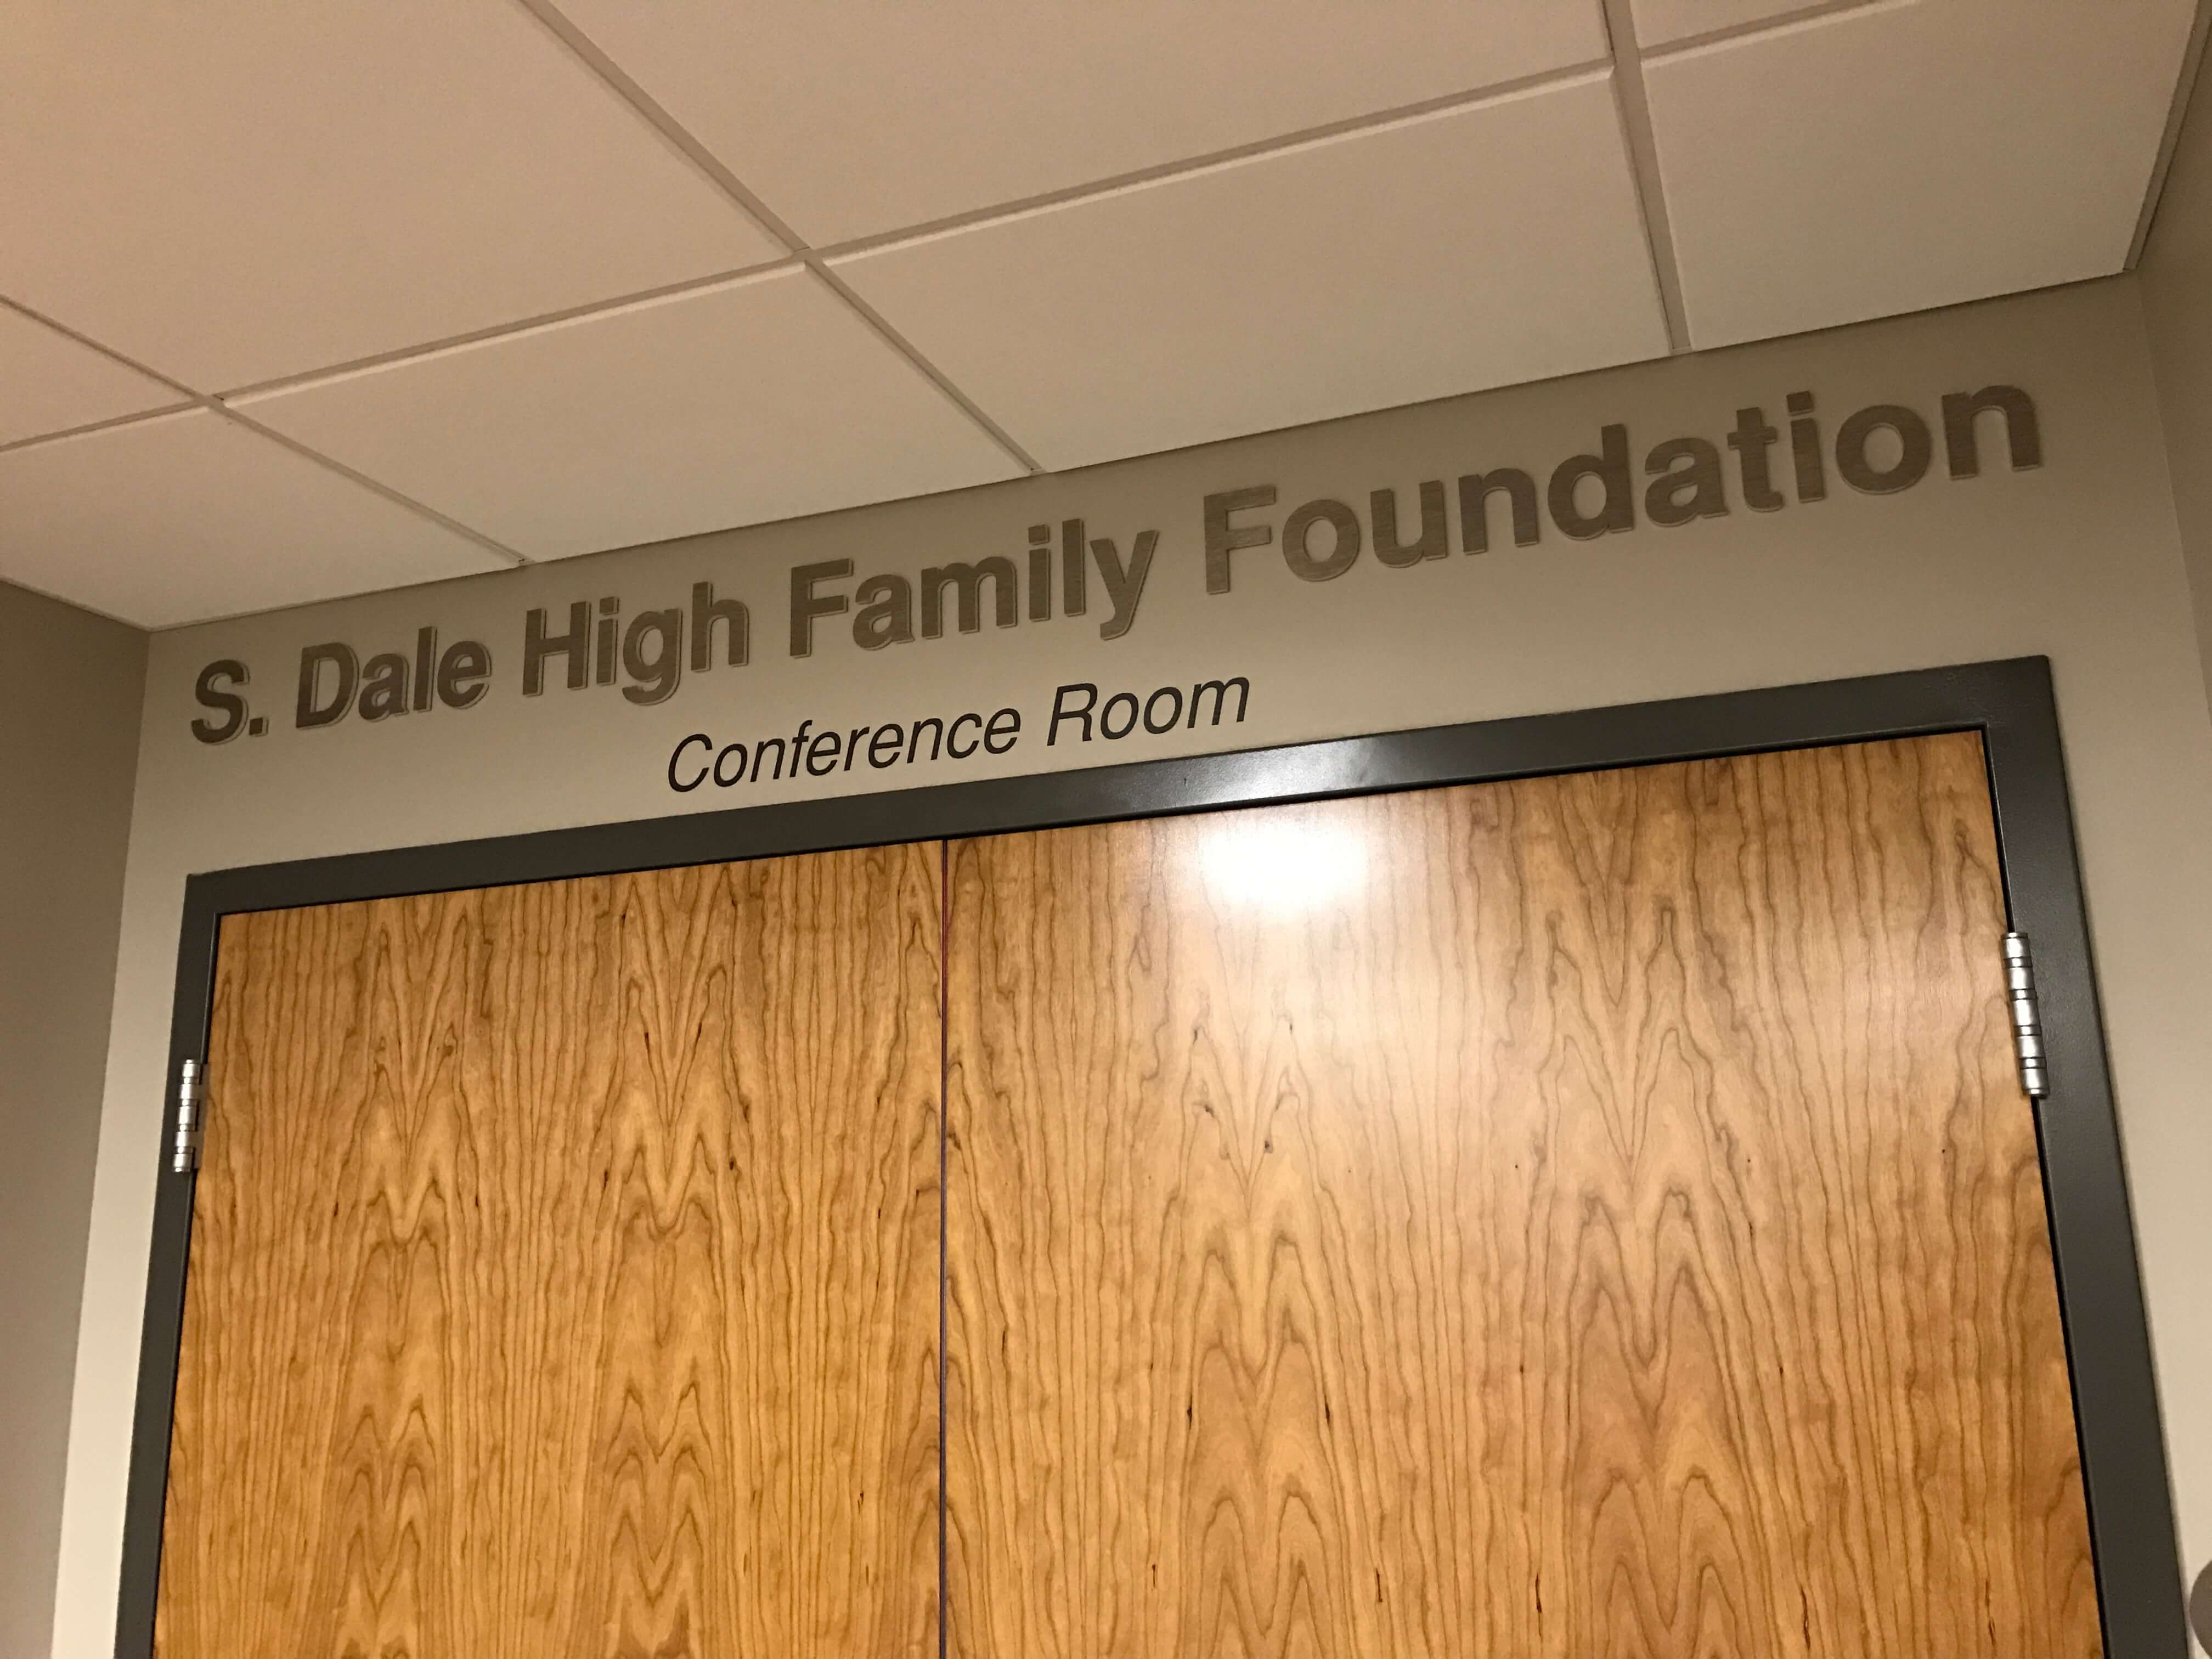 S. Dale High Family Foundation
Conference Room